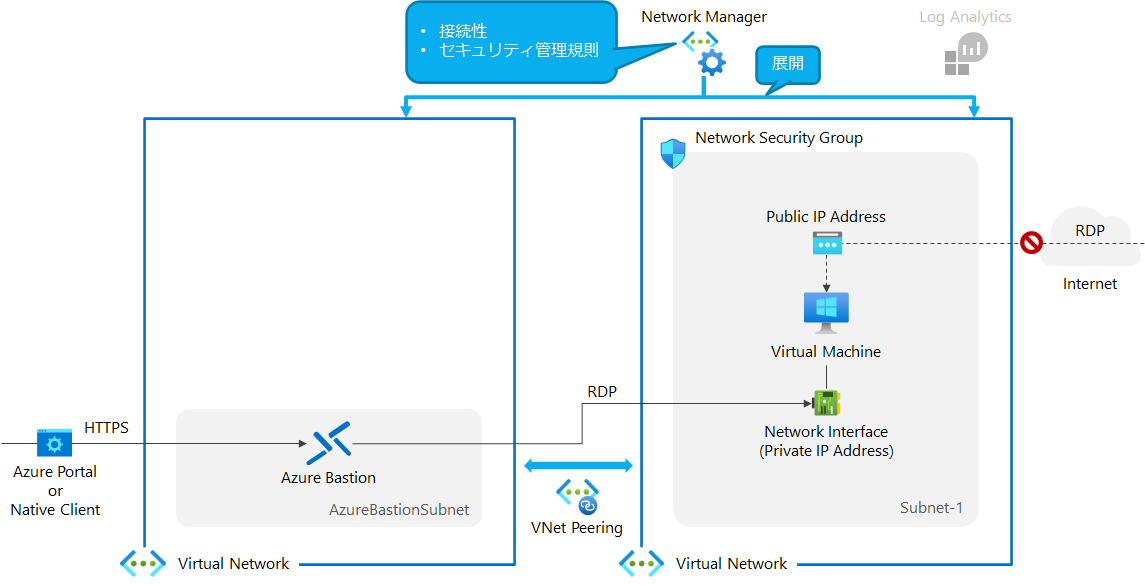 • 接続性
• セキュリティ管理規則
Network Manager
Log Analytics
展開
Network Security Group
Public IP Address
RDP
Internet
Virtual Machine
RDP
HTTPS
Network Interface
(Private IP Address)
Azure Portal
or
Native Client
Azure Bastion
AzureBastionSubnet
Subnet-1
VNet Peering
Virtual Network
Virtual Network